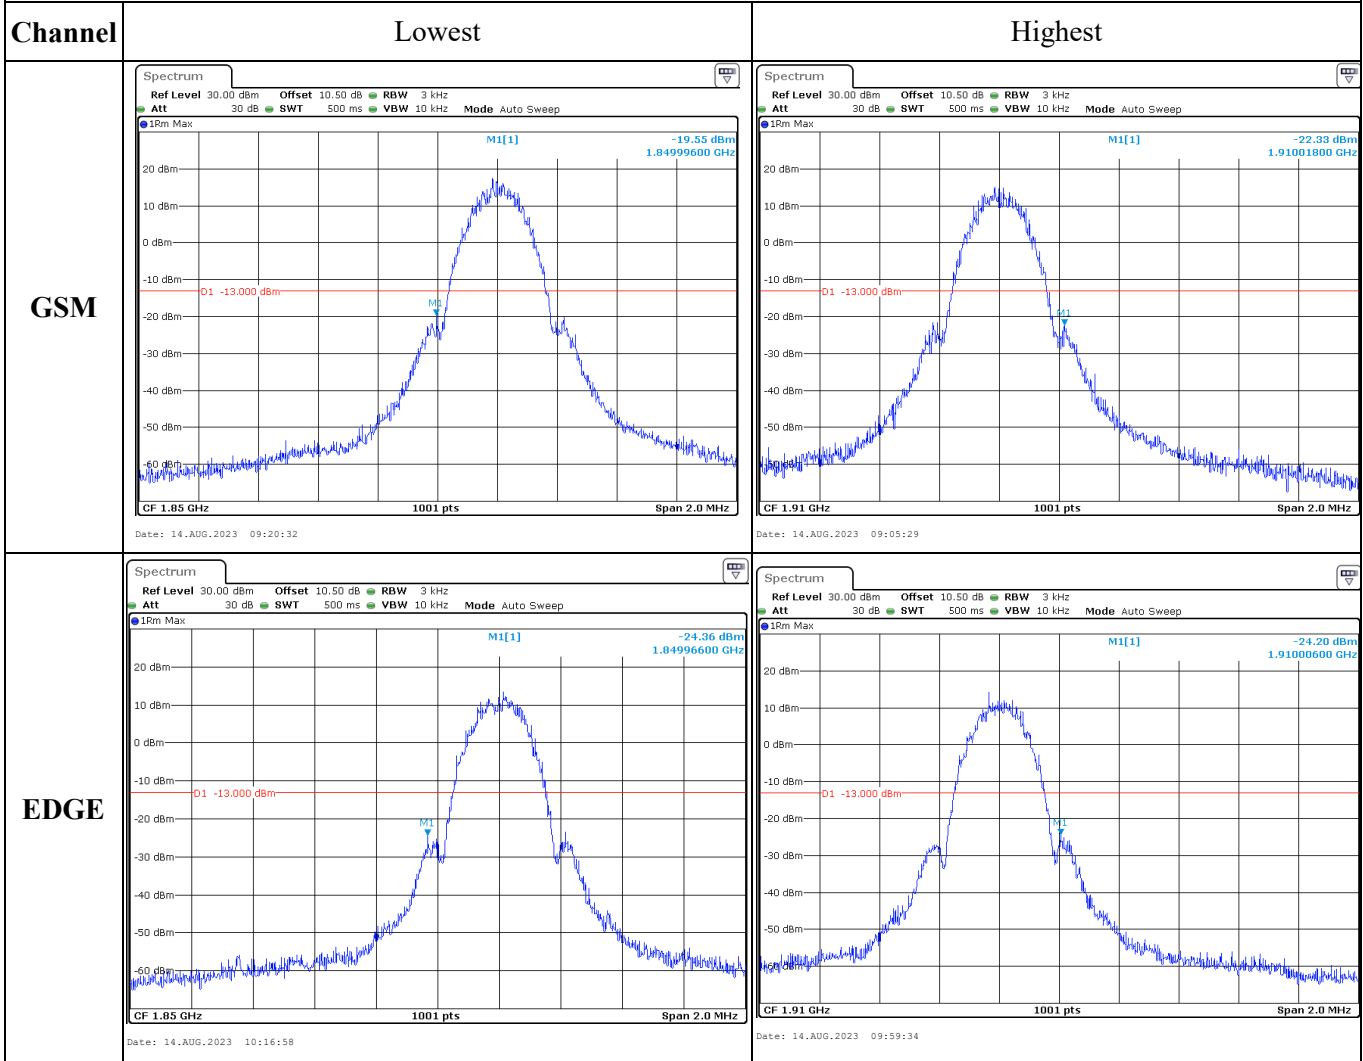 Channel Lowest Highest
GSM
Spectrum
Ref Level 30.00 dBm Offset 10.50 dB RBW 3 kHz
Att 30 dB SWT 500 ms VBW 10 kHz Mode Auto Sweep
1Rm Max
M1[1] -19.55 dBm
1.84999600 GHz
20 dBm
10 dBm
0 dBm
-10 dBm
D1 -13.000 dBm
M1
-20 dBm
-30 dBm
-40 dBm
-50 dBm
-60 dBm
CF 1.85 GHz 1001 pts Span 2.0 MHz
Date: 14.AUG.2023 09:20:32
Spectrum
Ref Level 30.00 dBm Offset 10.50 dB RBW 3 kHz
Att 30 dB SWT 500 ms VBW 10 kHz Mode Auto Sweep
1Rm Max
M1[1] -22.33 dBm
1.91001800 GHz
20 dBm
10 dBm
0 dBm
-10 dBm
D1 -13.000 dBm
M1
-20 dBm
-30 dBm
-40 dBm
-50 dBm
-60 dBm
CF 1.91 GHz 1001 pts Span 2.0 MHz
Date: 14.AUG.2023 09:05:29
EDGE
Spectrum
Ref Level 30.00 dBm Offset 10.50 dB RBW 3 kHz
Att 30 dB SWT 500 ms VBW 10 kHz Mode Auto Sweep
1Rm Max
M1[1] -24.36 dBm
1.84996600 GHz
20 dBm
10 dBm
0 dBm
-10 dBm
D1 -13.000 dBm
-20 dBm
M1
-30 dBm
-40 dBm
-50 dBm
-60 dBm
CF 1.85 GHz 1001 pts Span 2.0 MHz
Date: 14.AUG.2023 10:16:58
Spectrum
Ref Level 30.00 dBm Offset 10.50 dB RBW 3 kHz
Att 30 dB SWT 500 ms VBW 10 kHz Mode Auto Sweep
1Rm Max
M1[1] -24.20 dBm
1.91000600 GHz
20 dBm
10 dBm
0 dBm
-10 dBm
D1 -13.000 dBm
-20 dBm
M1
-30 dBm
-40 dBm
-50 dBm
-60 dBm
CF 1.91 GHz 1001 pts Span 2.0 MHz
Date: 14.AUG.2023 09:59:34